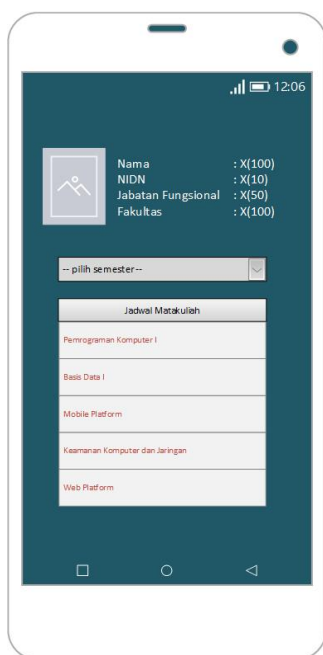 12:06
Nama : X(100)
NIDN : X(10)
Jabatan Fungsional : X(50)
Fakultas : X(100)
-- pilih semester--
Jadwal Matakuliah
Pemrograman Komputer I
Basis Data I
Mobile Platform
Keamanan Komputer dan Jaringan
Web Platform